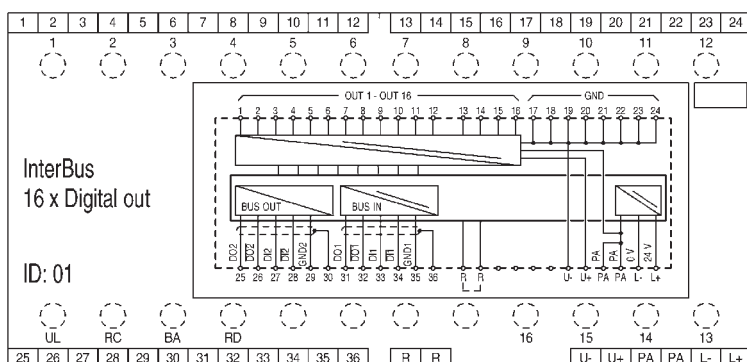 1 2 3 4 5 6 7 8 9 10 11 12 13 14 15 16 17 18 19 20 21 22 23 24
1 2 3 4 5 6 7 8 9 10 11 12
OUT 1 - OUT 16 GND
1 2 3 4 5 6 7 8 9 10 11 12 13 14 15 16 17 18 19 20 21 22 23 24
InterBus
16 x Digital out
BUS OUT BUS IN
DO2 DO2 DI2 DI2 GND2 DO1 DO1 DI1 DI1 GND1 PA PA 0 V 24 V
ID: 01
25 26 27 28 29 30 31 32 33 34 35 36 R R U- U+ PA PA L- L+
UL RC BA RD 16 15 14 13
25 26 27 28 29 30 31 32 33 34 35 36 R R U- U+ PA PA L- L+